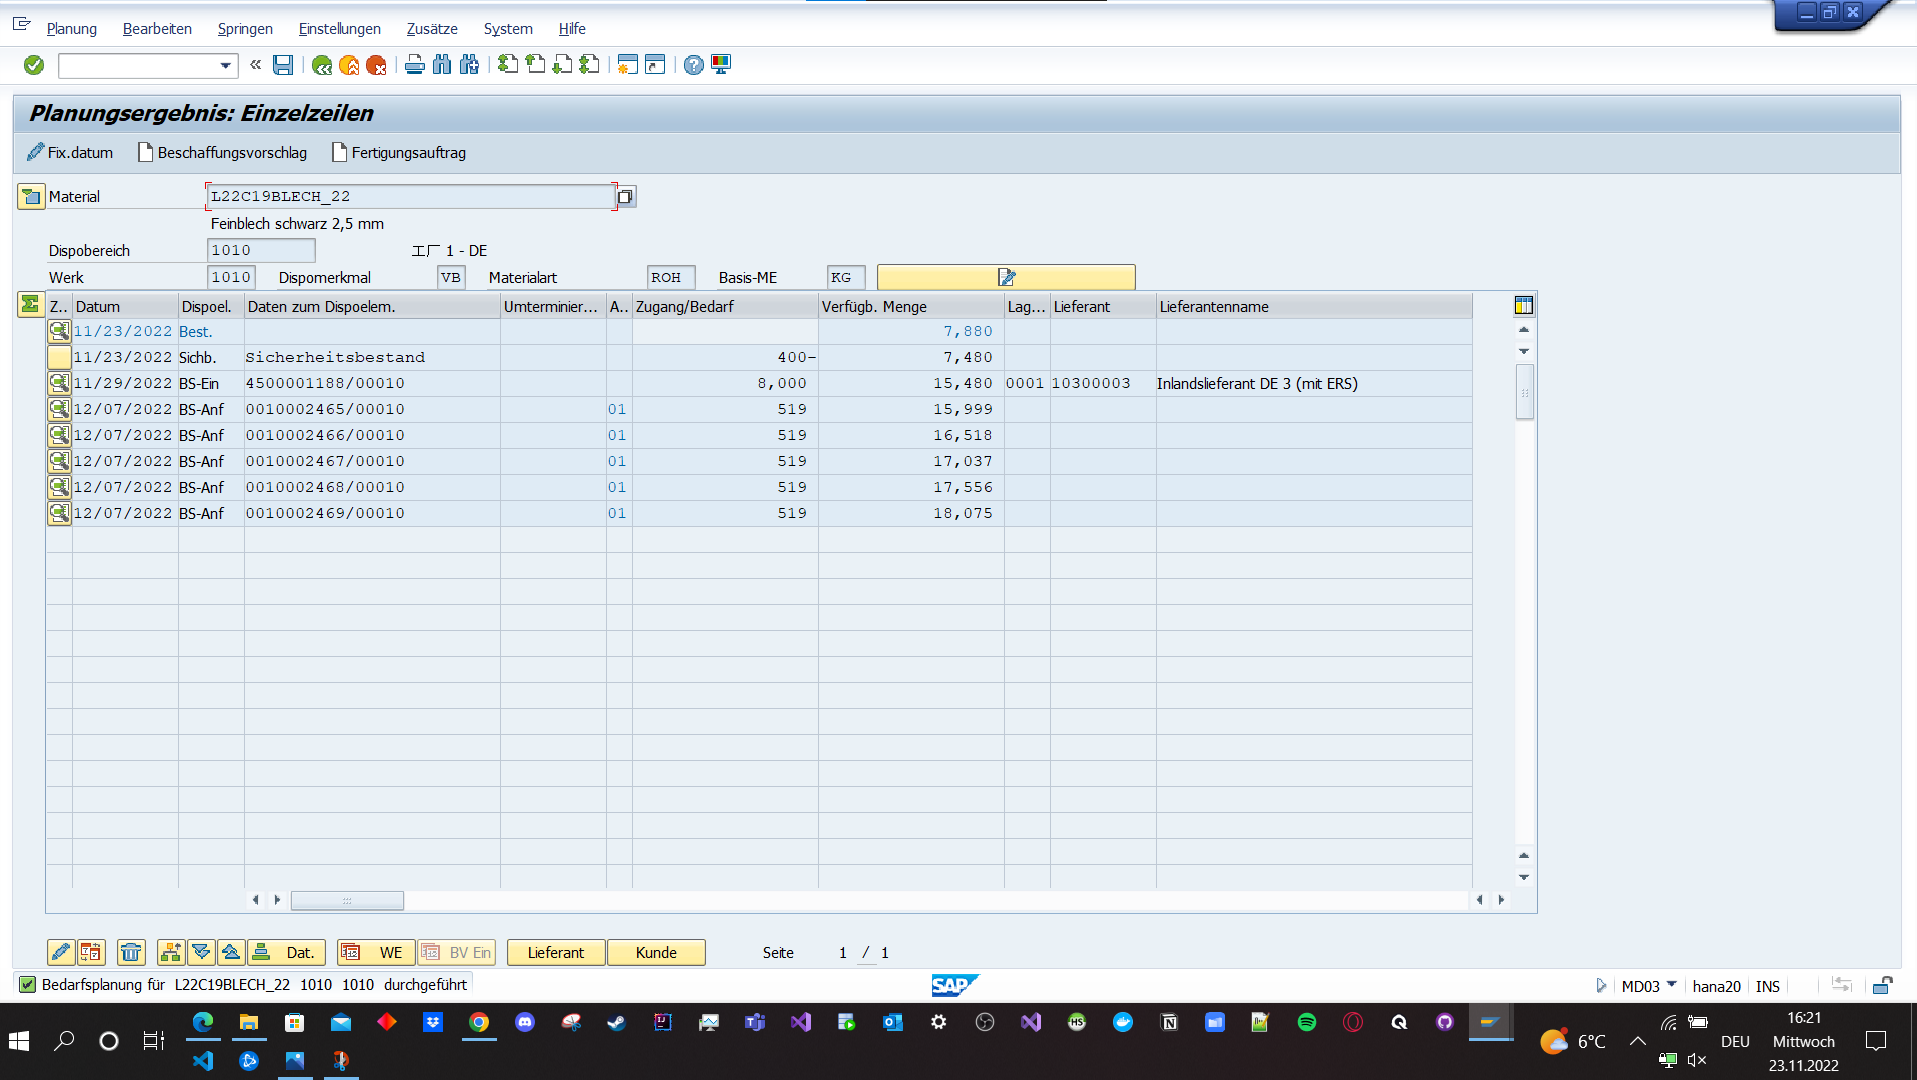 Planung Bearbeiten Springen Einstellungen Zusätze System Hilfe
Planungsergebnis: Einzelzeilen
Fix.datum Beschaffungsvorschlag Fertigungsauftrag
Material L22C19BLECH_22
Feinblech schwarz 2,5 mm
Dispobereich 1010 工厂 1 - DE
Werk 1010 Dispomerkmal VB Materialart ROH Basis-ME KG
Z.. Datum Dispoel. Daten zum Dispoelem. Umterminier... A.. Zugang/Bedarf Verfügb. Menge Lag... Lieferant Lieferantenname
11/23/2022 Best. 7,880
11/23/2022 Sichb. Sicherheitsbestand 400- 7,480
11/29/2022 BS-Ein 4500001188/00010 8,000 15,480 0001 10300003 Inlandslieferant DE 3 (mit ERS)
12/07/2022 BS-Anf 0010002465/00010 01 519 15,999
12/07/2022 BS-Anf 0010002466/00010 01 519 16,518
12/07/2022 BS-Anf 0010002467/00010 01 519 17,037
12/07/2022 BS-Anf 0010002468/00010 01 519 17,556
12/07/2022 BS-Anf 0010002469/00010 01 519 18,075
Dat. WE BV Ein Lieferant Kunde Seite 1 / 1
Bedarfsplanung für L22C19BLECH_22 1010 1010 durchgeführt
SAP
MD03 hana20 INS
6°C DEU
16:21
Mittwoch
23.11.2022